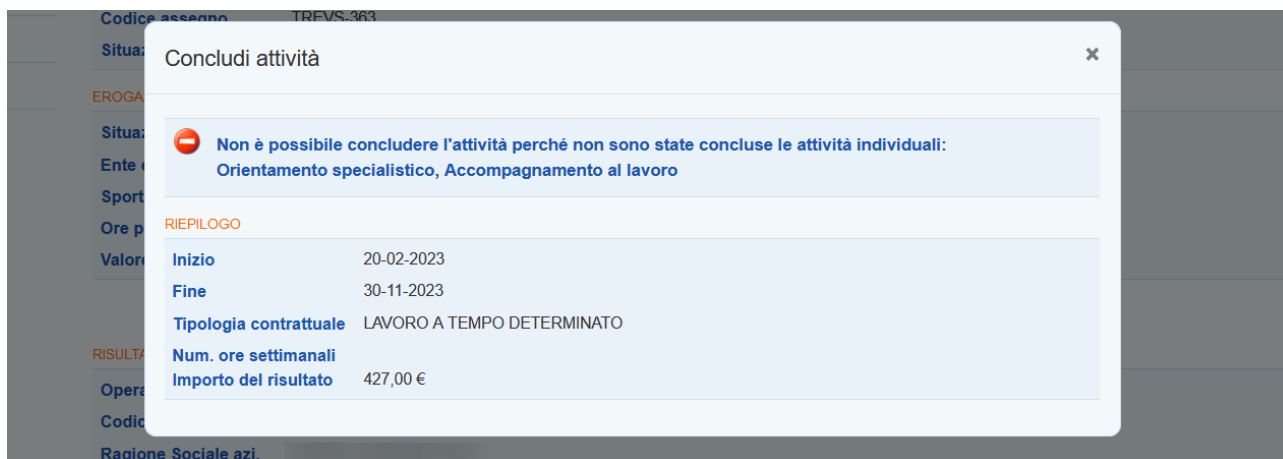 Codice assegno TREVS-363
Concludi attività ×
EROGA
Non è possibile concludere l'attività perché non sono state concluse le attività individuali:
Orientamento specialistico, Accompagnamento al lavoro
Ente
Sport
Ore p
RIEPILOGO
Valor
Inizio 20-02-2023
Fine 30-11-2023
Tipologia contrattuale LAVORO A TEMPO DETERMINATO
RISULTA
Num. ore settimanali
Importo del risultato 427,00 €
Opera
Codic
Ragione Sociale azi.